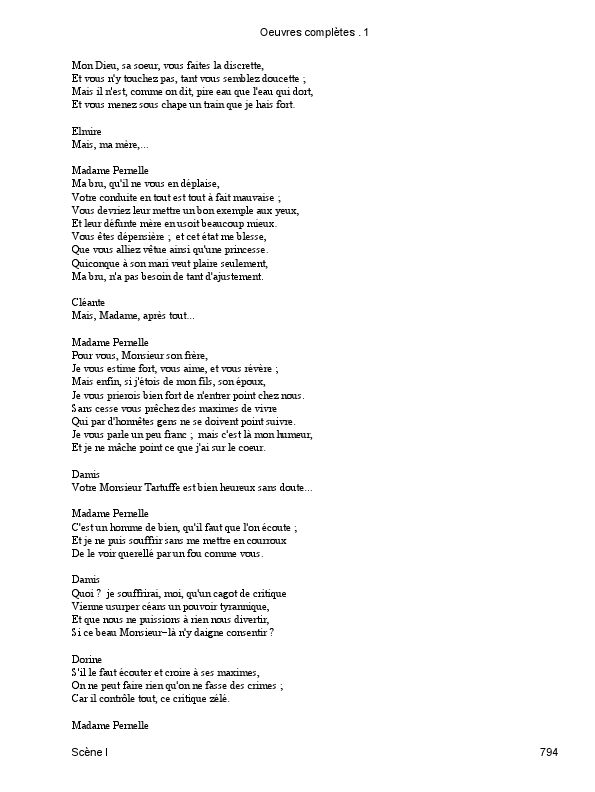 Oeuvres complètes . 1
Mon Dieu, sa soeur, vous faites la discrette,
Et vous n'y touchez pas, tant vous semblez doucette ;
Mais il n'est, comme on dit, pire eau que l'eau qui dort,
Et vous menez sous chape un train que je hais fort.
Elmire
Mais, ma mère,...
Madame Pernelle
Ma bru, qu'il ne vous en déplaise,
Votre conduite en tout est tout à fait mauvaise ;
Vous devriez leur mettre un bon exemple aux yeux,
Et leur défunte mère en usoit beaucoup mieux.
Vous êtes dépensière ; et cet état me blesse,
Que vous alliez vêtue ainsi qu'une princesse.
Quiconque à son mari veut plaire seulement,
Ma bru, n'a pas besoin de tant d'ajustement.
Cléante
Mais, Madame, après tout...
Madame Pernelle
Pour vous, Monsieur son frère,
Je vous estime fort, vous aime, et vous révère ;
Mais enfin, si j'étois de mon fils, son époux,
Je vous prierois bien fort de n'entrer point chez nous.
Sans cesse vous prêchez des maximes de vivre
Qui par d'honnêtes gens ne se doivent point suivre.
Je vous parle un peu franc ; mais c'est là mon humeur,
Et je ne mâche point ce que j'ai sur le coeur.
Damis
Votre Monsieur Tartuffe est bien heureux sans doute...
Madame Pernelle
C'est un homme de bien, qu'il faut que l'on écoute ;
Et je ne puis souffrir sans me mettre en courroux
De le voir querellé par un fou comme vous.
Damis
Quoi ? je souffrirai, moi, qu'un cagot de critique
Vienne usurper céans un pouvoir tyrannique,
Et que nous ne puissions à rien nous divertir,
Si ce beau Monsieur-là n'y daigne consentir ?
Dorine
S'il le faut écouter et croire à ses maximes,
On ne peut faire rien qu'on ne fasse des crimes ;
Car il contrôle tout, ce critique zélé.
Madame Pernelle
Scène I
794